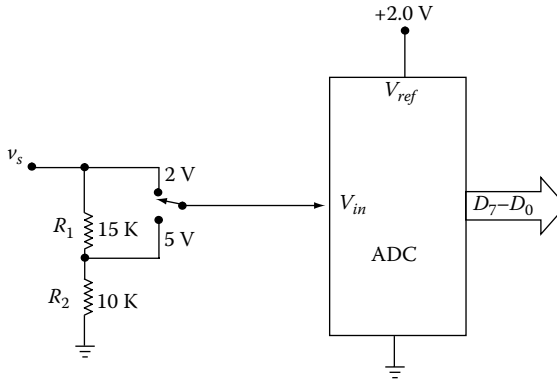 +2.0 V
V_ref
v_s
2 V
R_1 15 K
5 V
V_in
D_7–D_0
ADC
R_2 10 K